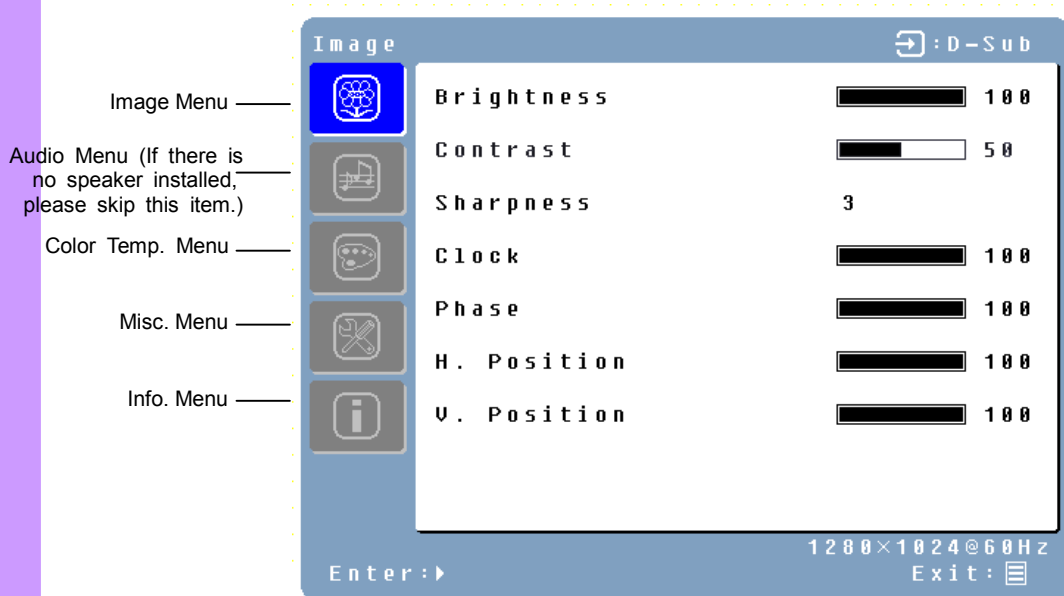 Image Menu
Audio Menu (If there is
no speaker installed,
please skip this item.)
Color Temp. Menu
Misc. Menu
Info. Menu
Image :D-Sub
Brightness 100
Contrast 50
Sharpness 3
Clock 100
Phase 100
H. Position 100
V. Position 100
1280×1024@60Hz
Enter: Exit: